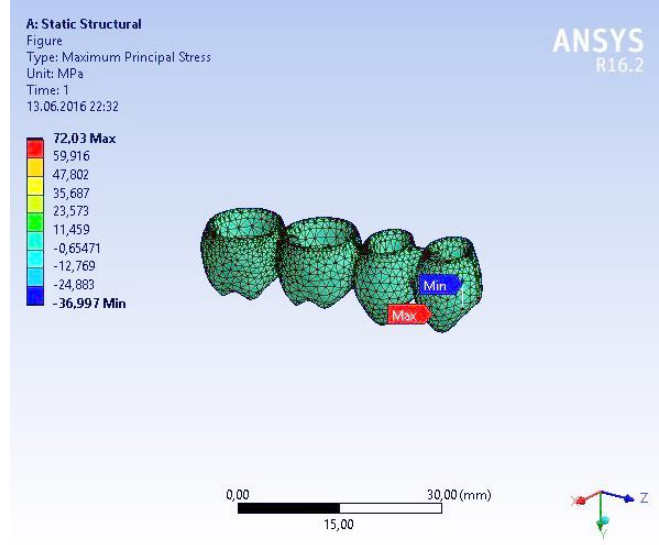 A: Static Structural
Figure
Type: Maximum Principal Stress
Unit: MPa
Time: 1
13.06.2016 22:32
ANSYS
R16.2
72,03 Max
59,916
47,802
35,687
23,573
11,459
-0,65471
-12,769
-24,883
-36,997 Min
Min
Max
0,00
30,00 (mm)
15,00
X
Z
Y